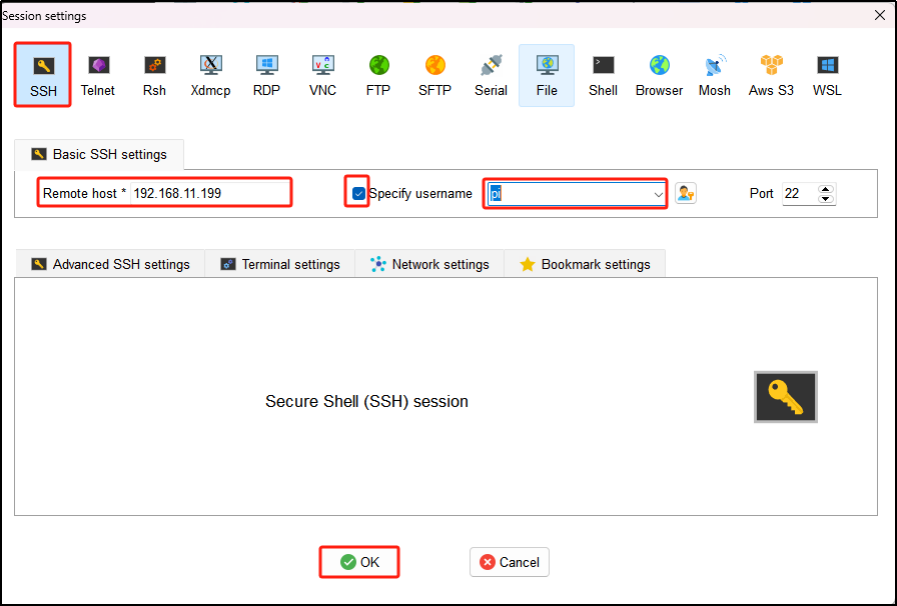 Session settings
SSH Telnet Rsh Xdmcp RDP VNC FTP SFTP Serial File Shell Browser Mosh Aws S3 WSL
Basic SSH settings
Remote host * 192.168.11.199 Specify username pi Port 22
Advanced SSH settings Terminal settings Network settings Bookmark settings
Secure Shell (SSH) session
OK Cancel